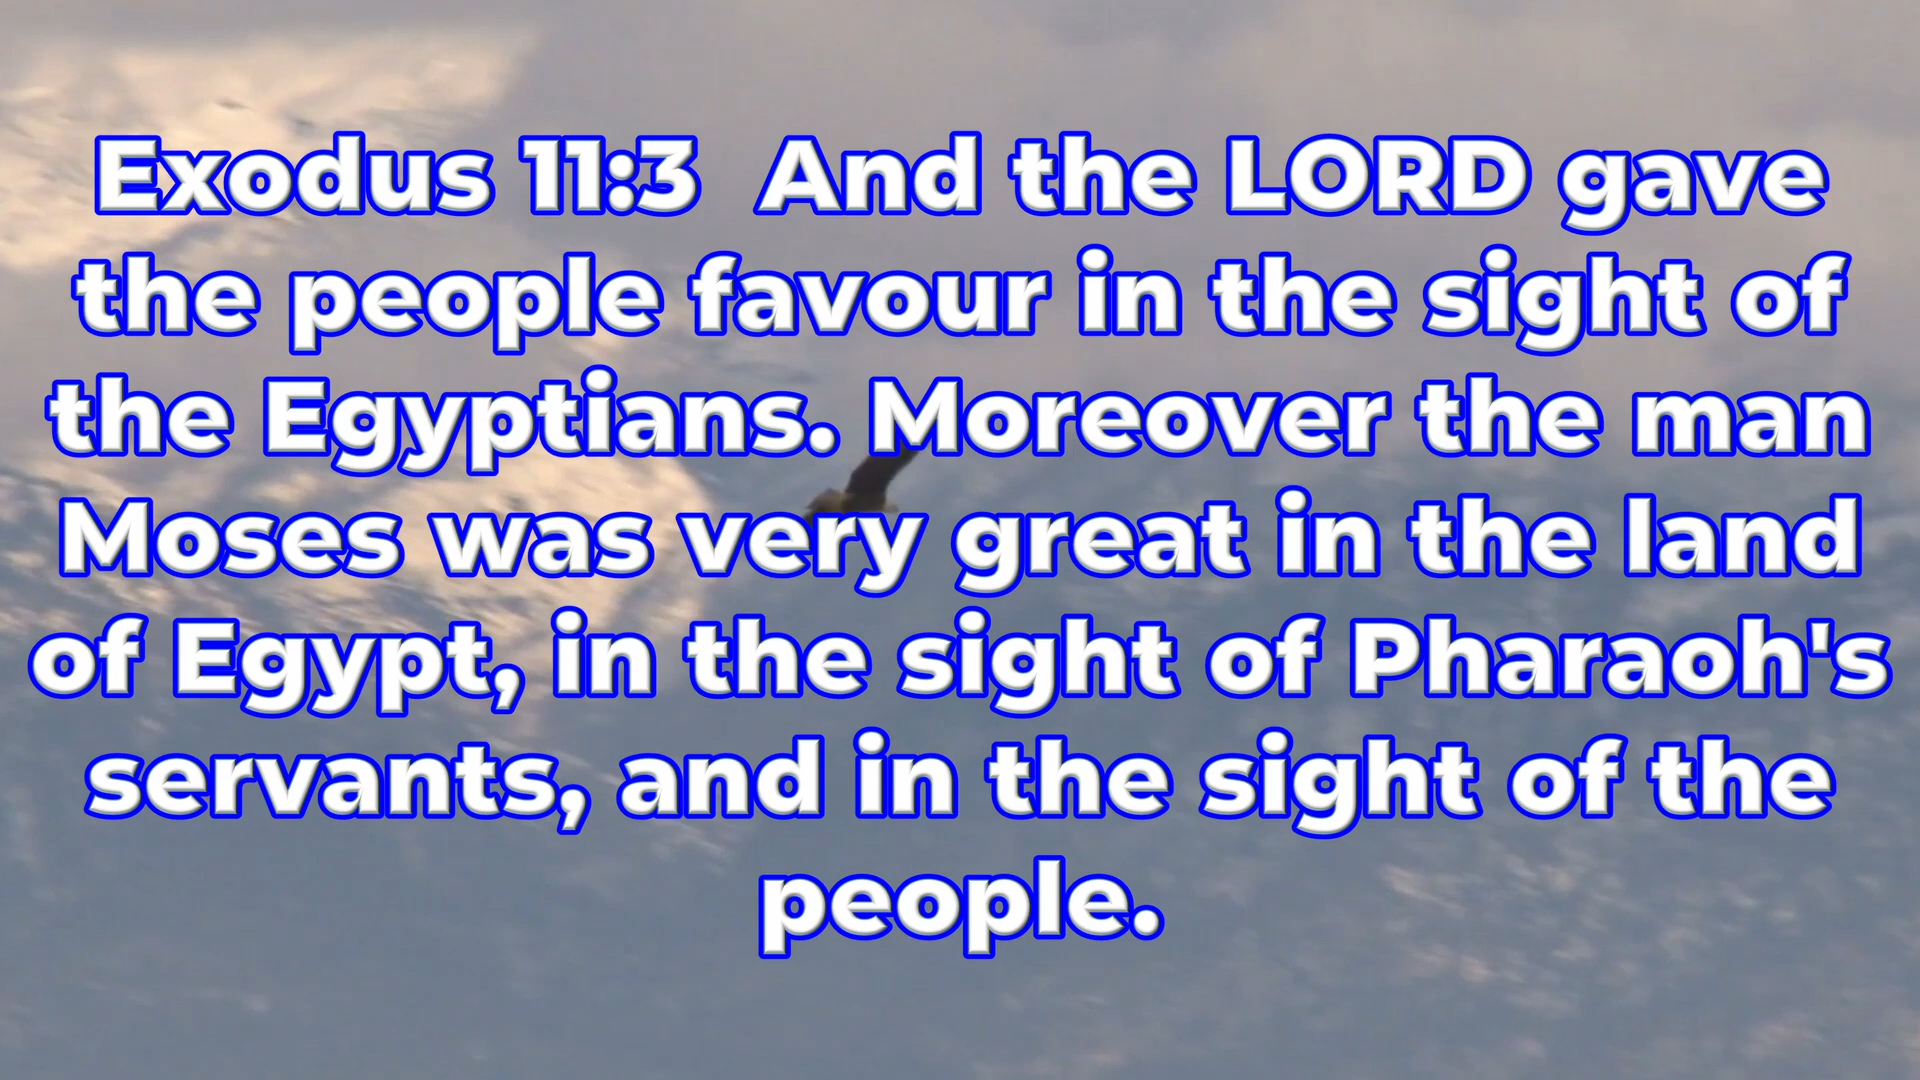 Exodus 11:3  And the LORD gave
the people favour in the sight of
the Egyptians. Moreover the man
Moses was very great in the land
of Egypt, in the sight of Pharaoh's
servants, and in the sight of the
people.